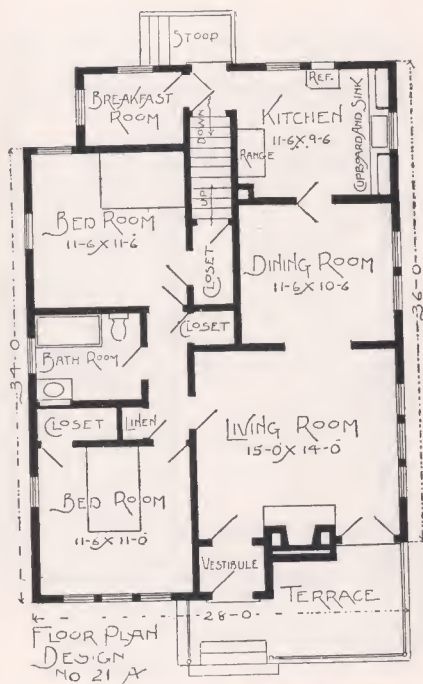 STOOP
BREAKFAST
ROOM
REF.
KITCHEN
11-6 X 9-6
CUPBOARD AND SINK
DOWN
RANGE
UP
BED ROOM
11-6 X 11-6
CLOSET
DINING ROOM
11-6 X 10-6
36-0
34-0
CLOSET
BATH ROOM
CLOSET
LINEN
LIVING ROOM
15-0 X 14-0
BED ROOM
11-6 X 11-0
VESTIBULE
TERRACE
28-0
FLOOR PLAN
DESIGN
NO 21 A